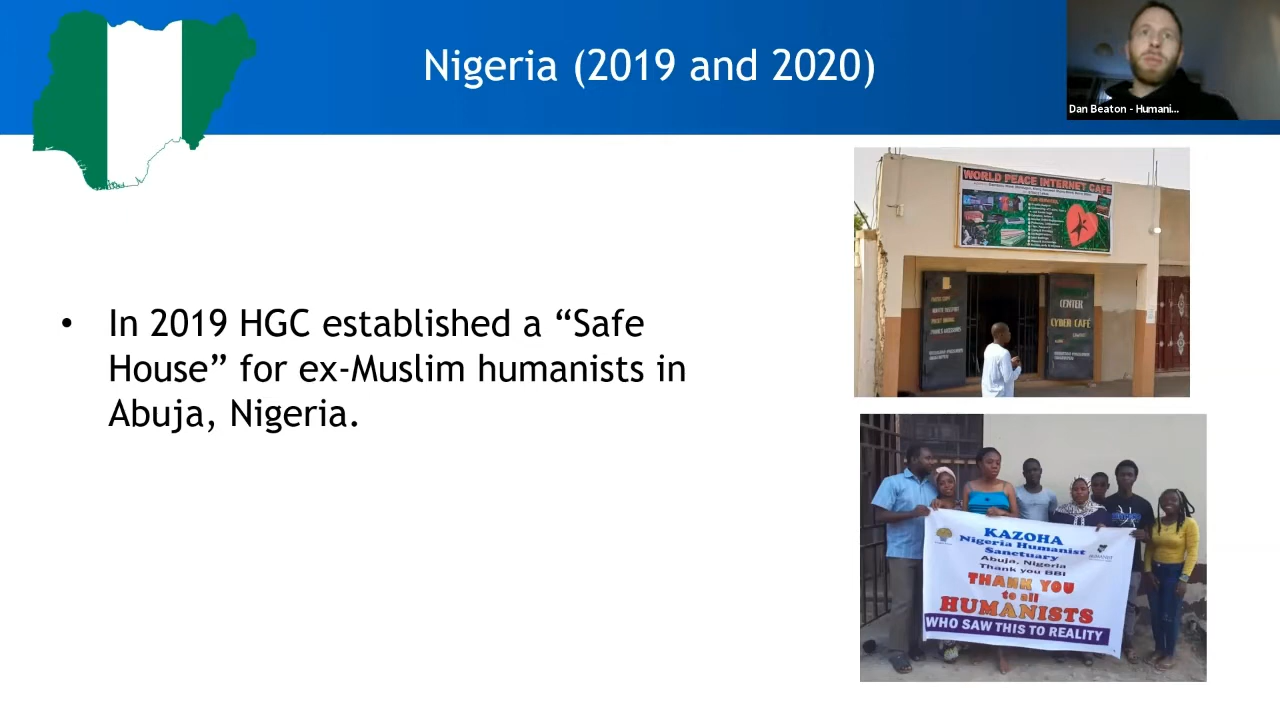 Nigeria (2019 and 2020)
Dan Beaton - Humani...
• In 2019 HGC established a “Safe
House” for ex-Muslim humanists in
Abuja, Nigeria.
WORLD PEACE INTERNET CAFE
CENTER
CYBER CAFÉ
KAZOHA
Nigeria Humanist
Sanctuary
Abuja, Nigeria
Thank you BBI
THANK YOU
to all
HUMANISTS
WHO SAW THIS TO REALITY